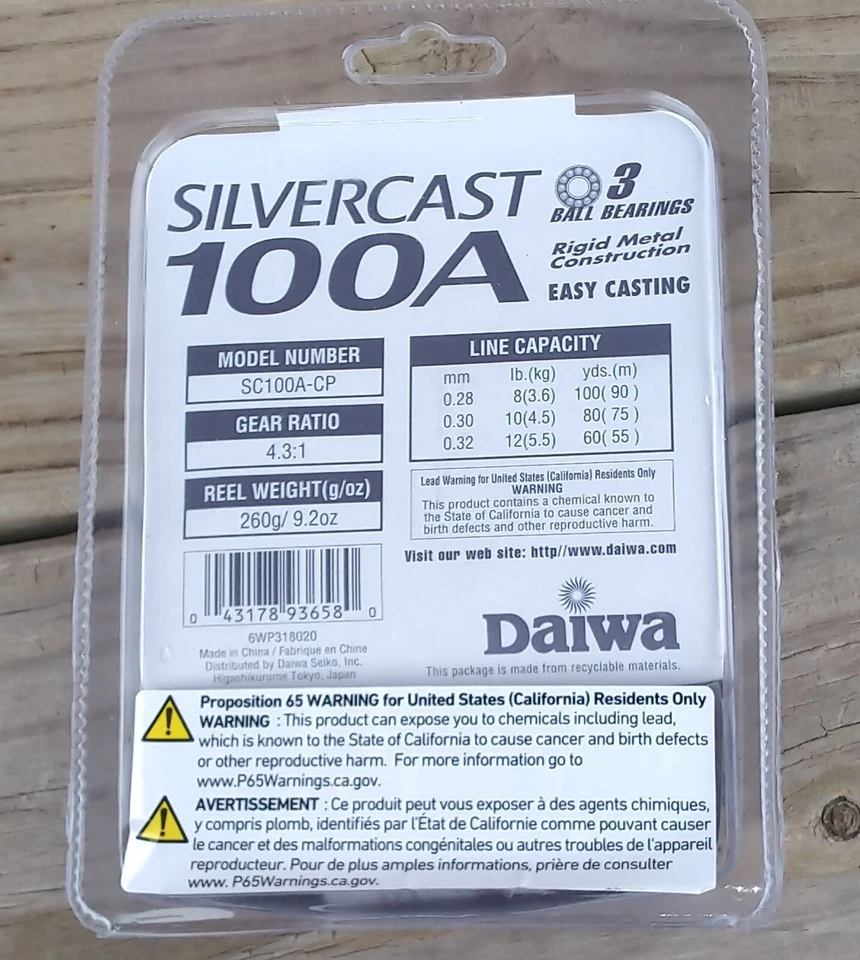 SILVERCAST
100A
3
BALL BEARINGS
Rigid Metal
Construction
EASY CASTING
MODEL NUMBER
SC100A-CP
GEAR RATIO
4.3:1
REEL WEIGHT(g/oz)
260g/ 9.2oz
LINE CAPACITY
mm lb.(kg) yds.(m)
0.28 8(3.6) 100( 90 )
0.30 10(4.5) 80( 75 )
0.32 12(5.5) 60( 55 )
Lead Warning for United States (California) Residents Only
WARNING
This product contains a chemical known to
the State of California to cause cancer and
birth defects and other reproductive harm.
Visit our web site: http//www.daiwa.com
0 43178 93658 0
6WP318020
Made in China / Fabrique en Chine
Distributed by Daiwa Seiko, Inc.
Higashikurume Tokyo, Japan
Daiwa
This package is made from recyclable materials.
Proposition 65 WARNING for United States (California) Residents Only
WARNING : This product can expose you to chemicals including lead,
which is known to the State of California to cause cancer and birth defects
or other reproductive harm. For more information go to
www.P65Warnings.ca.gov.
AVERTISSEMENT : Ce produit peut vous exposer à des agents chimiques,
y compris plomb, identifiés par l'État de Californie comme pouvant causer
le cancer et des malformations congénitales ou autres troubles de l'appareil
reproducteur. Pour de plus amples informations, prière de consulter
www. P65Warnings.ca.gov.